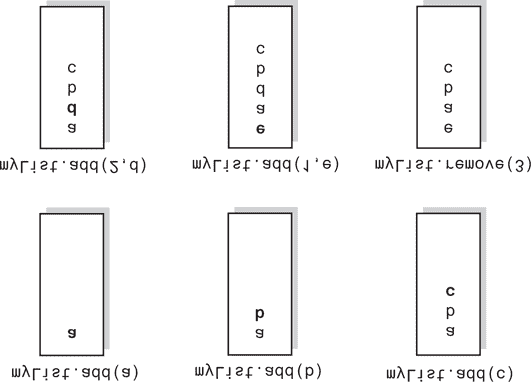 myList.add(a)
a
myList.add(b)
a
b
myList.add(c)
a
b
c
myList.add(2,d)
a
d
b
c
myList.add(1,e)
e
a
d
b
c
myList.remove(3)
e
a
b
c